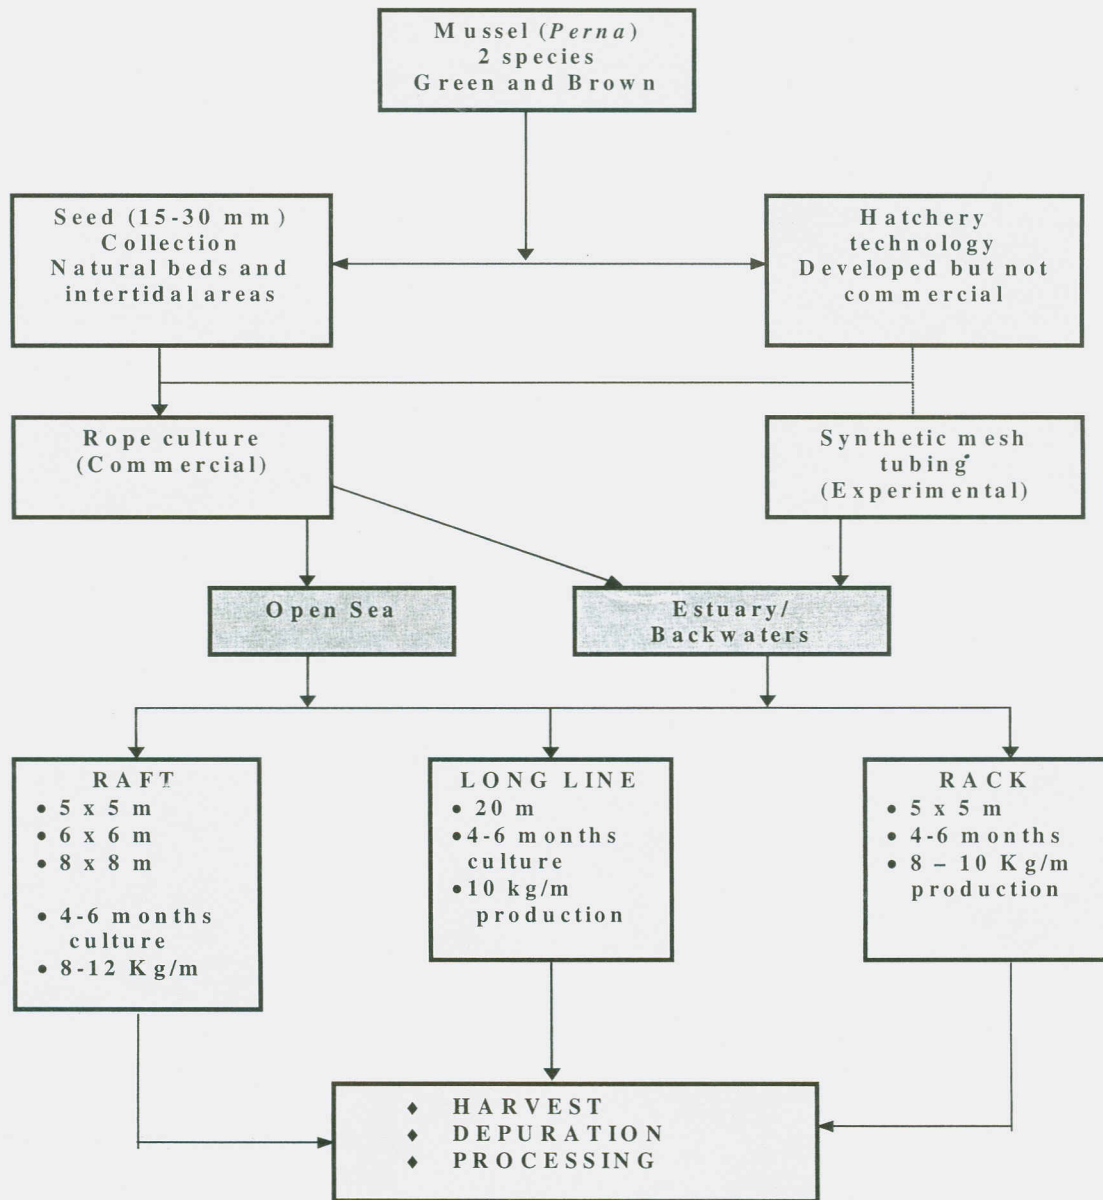 Mussel (Perna)
2 species
Green and Brown
Seed (15-30 mm)
Collection
Natural beds and
intertidal areas
Hatchery
technology
Developed but not
commercial
Rope culture
(Commercial)
Synthetic mesh
tubing
(Experimental)
Open Sea
Estuary/
Backwaters
RAFT
• 5 x 5 m
• 6 x 6 m
• 8 x 8 m
• 4-6 months
culture
• 8-12 Kg/m
LONG LINE
• 20 m
• 4-6 months
culture
• 10 kg/m
production
RACK
• 5 x 5 m
• 4-6 months
• 8 – 10 Kg/m
production
♦ HARVEST
♦ DEPURATION
♦ PROCESSING